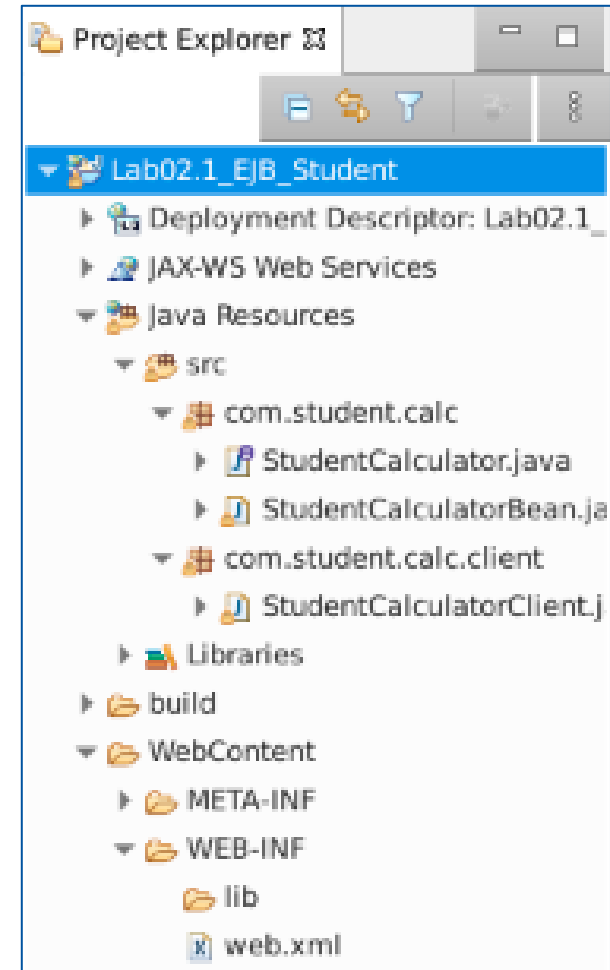 Project Explorer
Lab02.1_EJB_Student
Deployment Descriptor: Lab02.1_
JAX-WS Web Services
Java Resources
src
com.student.calc
StudentCalculator.java
StudentCalculatorBean.ja
com.student.calc.client
StudentCalculatorClient.j
Libraries
build
WebContent
META-INF
WEB-INF
lib
web.xml